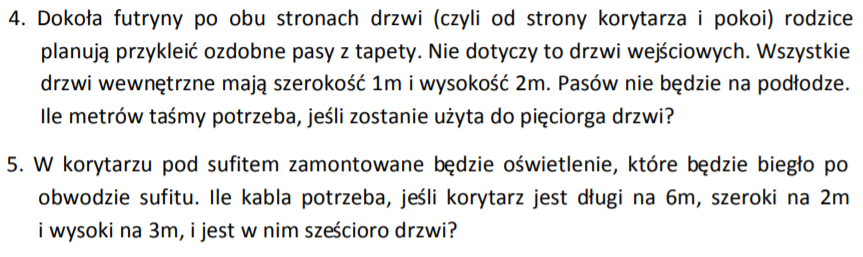 4. Dokoła futryny po obu stronach drzwi (czyli od strony korytarza i pokoi) rodzice
planują przykleić ozdobne pasy z tapety. Nie dotyczy to drzwi wejściowych. Wszystkie
drzwi wewnętrzne mają szerokość 1m i wysokość 2m. Pasów nie będzie na podłodze.
Ile metrów taśmy potrzeba, jeśli zostanie użyta do pięciorga drzwi?
5. W korytarzu pod sufitem zamontowane będzie oświetlenie, które będzie biegło po
obwodzie sufitu. Ile kabla potrzeba, jeśli korytarz jest długi na 6m, szeroki na 2m
i wysoki na 3m, i jest w nim sześcioro drzwi?